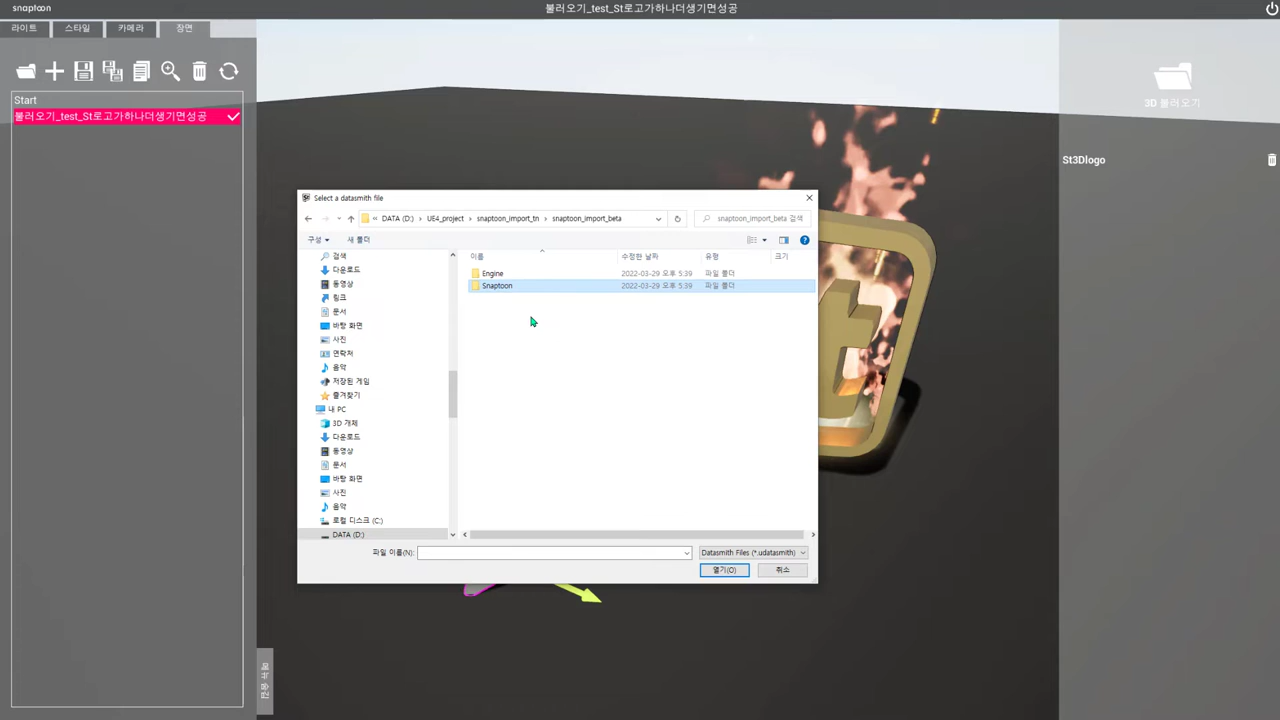 snaptoon
불러오기_test_St로고가하나더생기면성공
라이트 스타일 카메라 장면
Start
불러오기_test_St로고가하나더생기면성공
3D 불러오기
St3Dlogo
Select a datasmith file
« DATA (D:) › UE4_project › snaptoon_import_tn › snaptoon_import_beta
snaptoon_import_beta 검색
구성 새 폴더
이름 수정한 날짜 유형 크기
Engine 2022-03-29 오후 5:39 파일 폴더
Snaptoon 2022-03-29 오후 5:39 파일 폴더
검색
다운로드
동영상
링크
문서
바탕 화면
사진
연락처
음악
저장된 게임
즐겨찾기
내 PC
3D 개체
다운로드
동영상
문서
바탕 화면
사진
음악
로컬 디스크 (C:)
DATA (D:)
파일 이름(N):
Datasmith Files (*.udatasmith)
열기(O) 취소
t